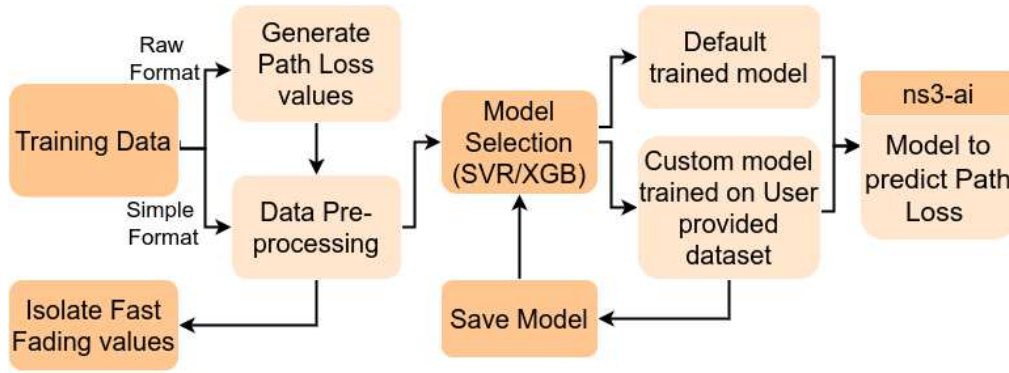 Raw
Format
Generate
Path Loss
values
Training Data
Simple
Format
Data Pre-
processing
Isolate Fast
Fading values
Model
Selection
(SVR/XGB)
Save Model
Default
trained model
Custom model
trained on User
provided
dataset
ns3-ai
Model to
predict Path
Loss